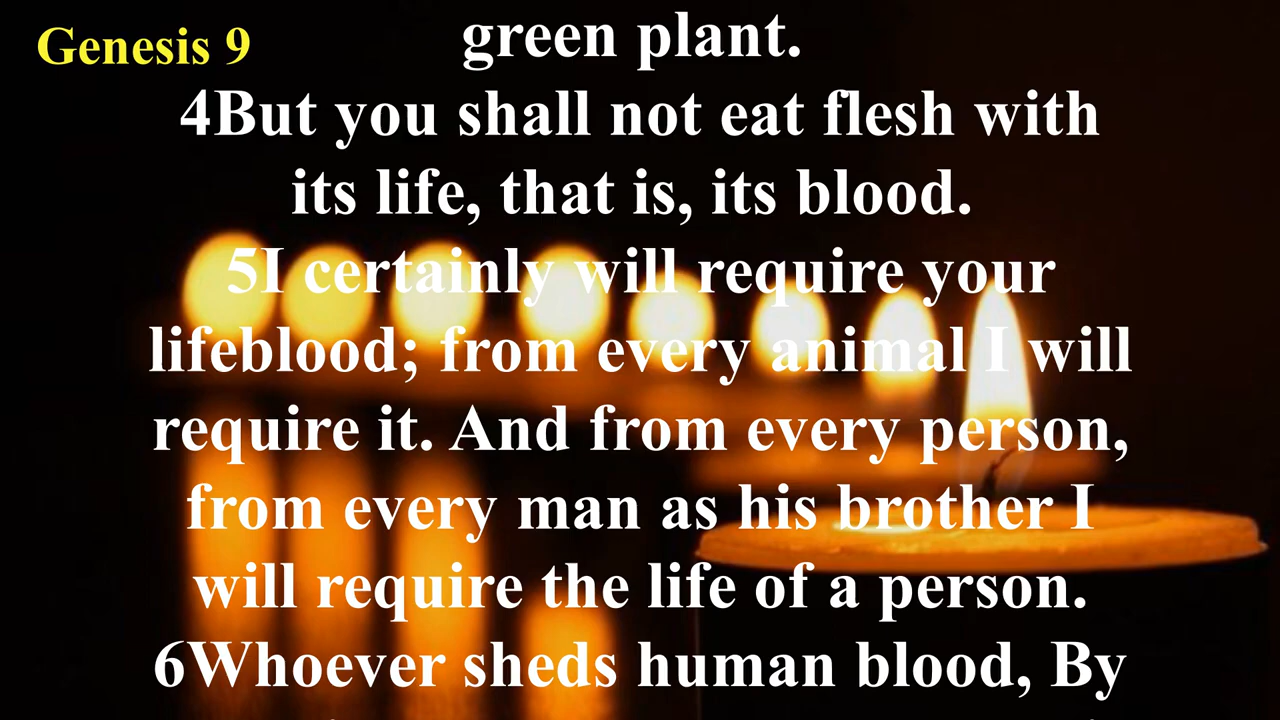 Genesis 9
green plant.
4But you shall not eat flesh with
its life, that is, its blood.
5I certainly will require your
lifeblood; from every animal I will
require it. And from every person,
from every man as his brother I
will require the life of a person.
6Whoever sheds human blood, By